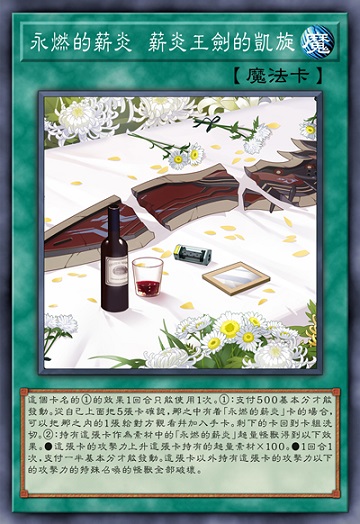 永燃的薪炎 薪炎王劍的凱旋 魔
【魔法卡】
這個卡名的①的效果1回合只能使用1次。①：支付500基本分才能
發動。從自己上面把5張卡確認，那之中有著「永燃的薪炎」卡的場合，
可以把那之內的1張給對方觀看并加入手卡。剩下的卡回到卡組洗
切。②：持有這張卡作為素材中的「永燃的薪炎」超量怪獸得到以下效
果。●這張卡的攻擊力上升這張卡持有的超量素材×100。●1回合1
次，支付一半基本分才能發動。這張卡以外持有這張卡的攻擊力以下
的攻擊力的特殊召喚的怪獸全部破壞。